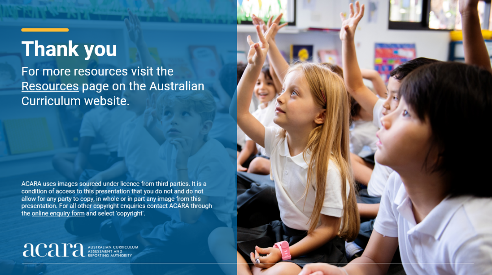 Thank you
For more resources visit the
Resources page on the Australian
Curriculum website.
ACARA uses images sourced under licence from third parties. It is a
condition of access to this presentation that you do not and do not
allow for any party to copy, in whole or in part any image from this
presentation. For all other copyright enquiries contact ACARA through
the online enquiry form and select 'copyright'.
acara AUSTRALIAN CURRICULUM
ASSESSMENT AND
REPORTING AUTHORITY